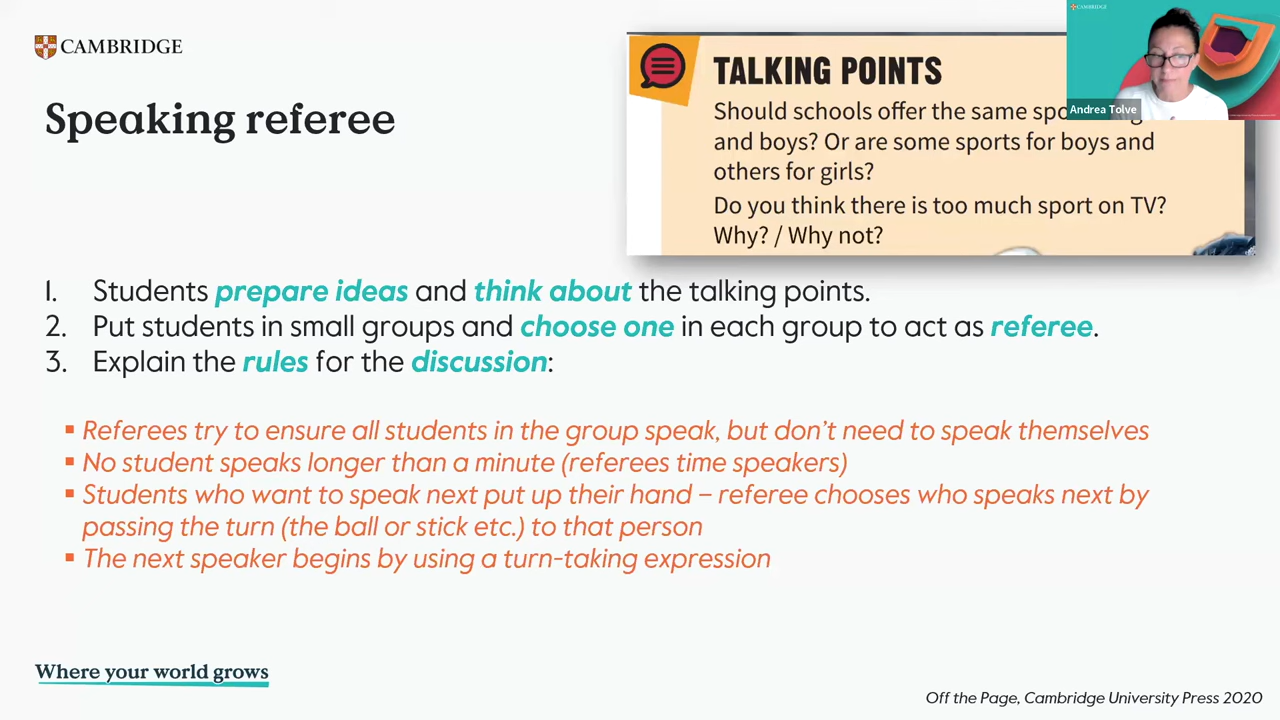 CAMBRIDGE
Speaking referee
TALKING POINTS
Should schools offer the same
and boys? Or are some sports for boys and
others for girls?
Do you think there is too much sport on TV?
Why? / Why not?
CAMBRIDGE
Andrea Tolve
1. Students prepare ideas and think about the talking points.
2. Put students in small groups and choose one in each group to act as referee.
3. Explain the rules for the discussion:
▪ Referees try to ensure all students in the group speak, but don’t need to speak themselves
▪ No student speaks longer than a minute (referees time speakers)
▪ Students who want to speak next put up their hand – referee chooses who speaks next by
passing the turn (the ball or stick etc.) to that person
▪ The next speaker begins by using a turn-taking expression
Where your world grows
Off the Page, Cambridge University Press 2020